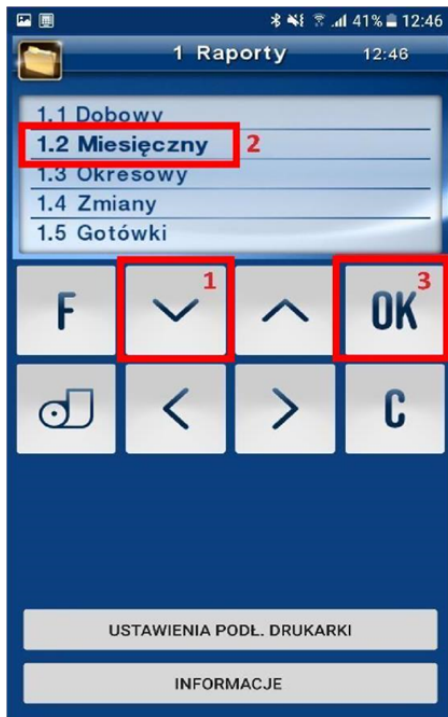 41% 12:46
1 Raporty 12:46
1.1 Dobowy
1.2 Miesięczny 2
1.3 Okresowy
1.4 Zmiany
1.5 Gotówki
F 1 OK 3
C
USTAWIENIA PODŁ. DRUKARKI
INFORMACJE